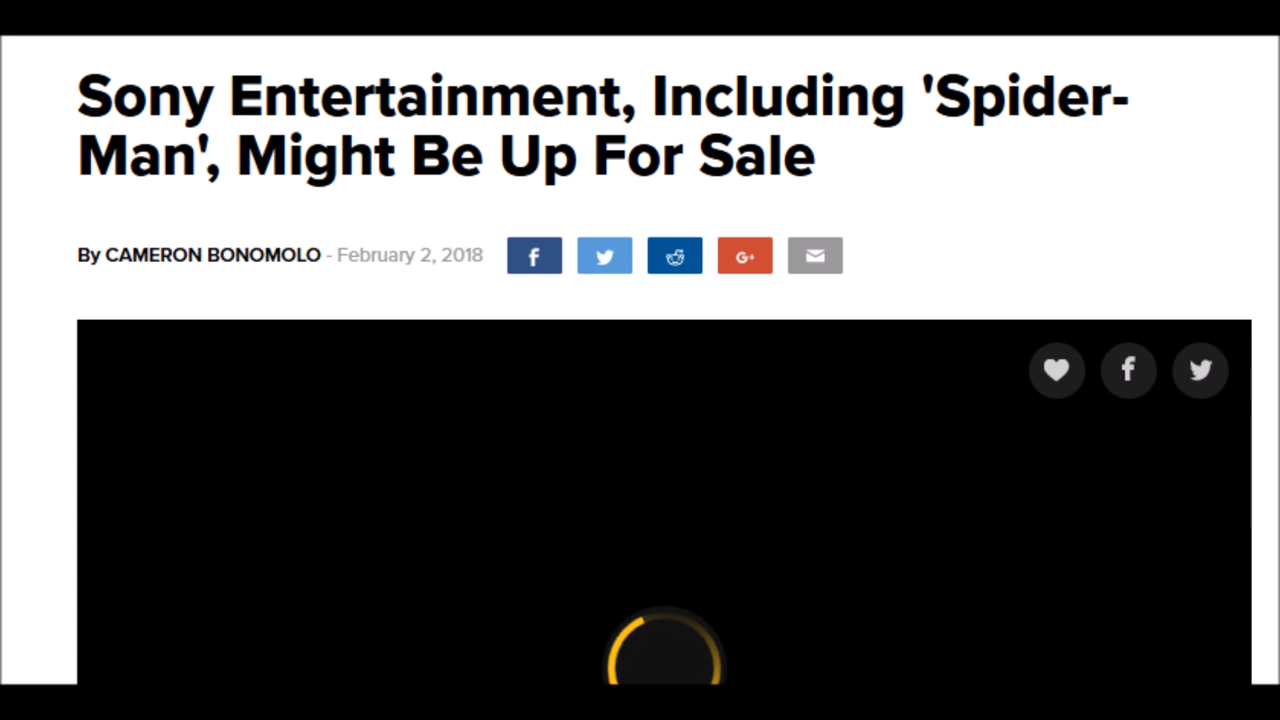 Sony Entertainment, Including 'Spider-
Man', Might Be Up For Sale
By CAMERON BONOMOLO - February 2, 2018